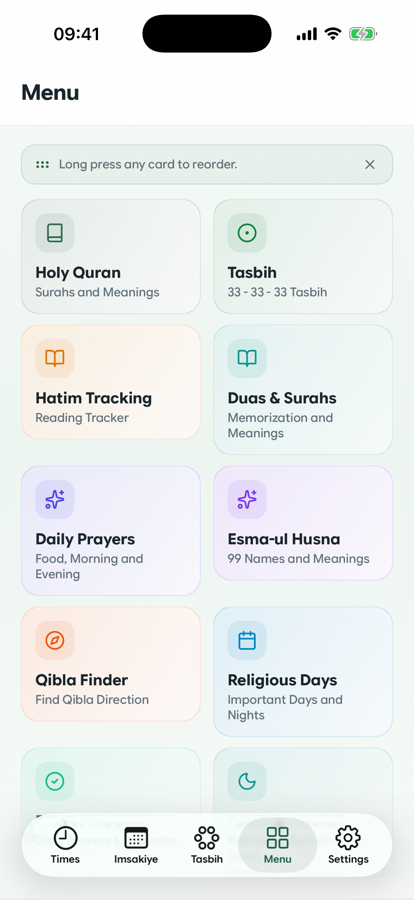 09:41
Menu
Long press any card to reorder.
Holy Quran
Surahs and Meanings
Tasbih
33 - 33 - 33 Tasbih
Hatim Tracking
Reading Tracker
Duas & Surahs
Memorization and
Meanings
Daily Prayers
Food, Morning and
Evening
Esma-ul Husna
99 Names and Meanings
Qibla Finder
Find Qibla Direction
Religious Days
Important Days and
Nights
Times
Imsakiye
Tasbih
Menu
Settings